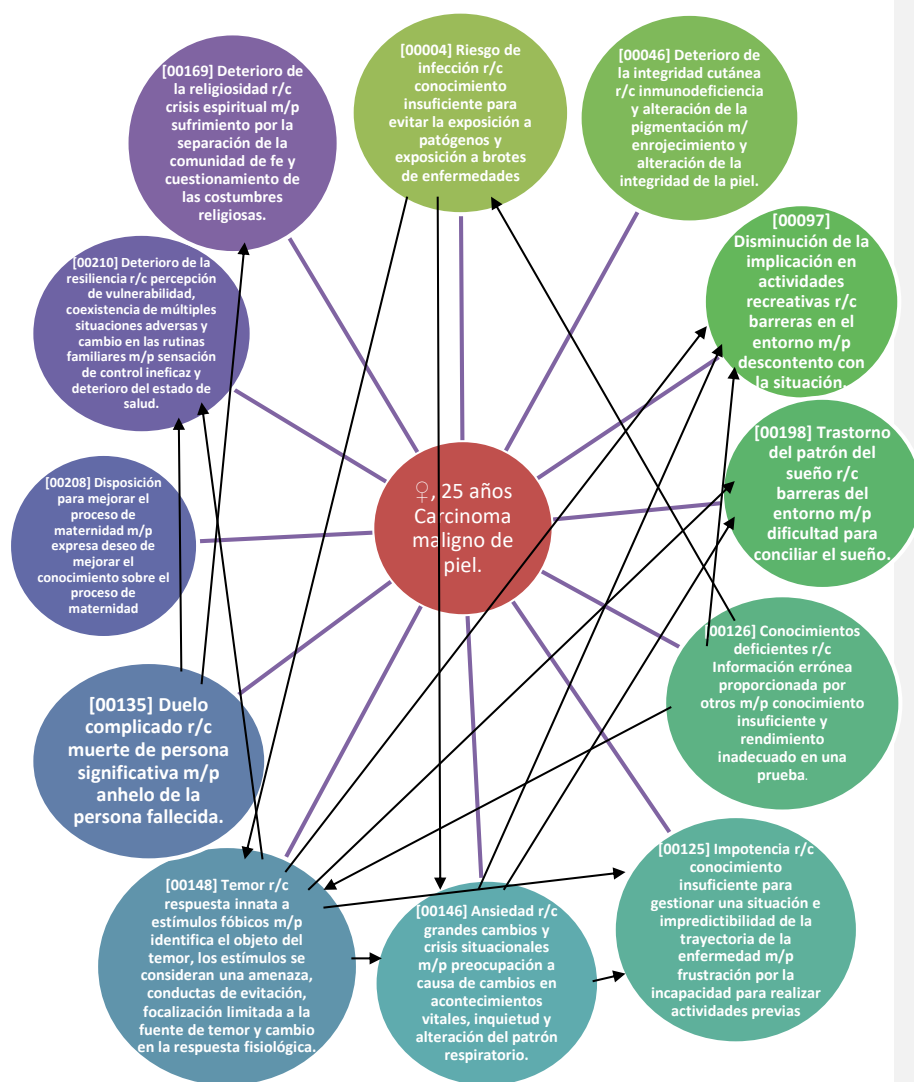 [00004] Riesgo de
infección r/c
conocimiento
insuficiente para
evitar la exposición a
patógenos y
exposición a brotes
de enfermedades
[00046] Deterioro de
la integridad cutánea
r/c inmunodeficiencia
y alteración de la
pigmentación m/
enrojecimiento y
alteración de la
integridad de la piel.
[00097]
Disminución de la
implicación en
actividades
recreativas r/c
barreras en el
entorno m/p
descontento con
la situación.
[00198] Trastorno
del patrón del
sueño r/c
barreras del
entorno m/p
dificultad para
conciliar el sueño.
[00126] Conocimientos
deficientes r/c
Información errónea
proporcionada por
otros m/p conocimiento
insuficiente y
rendimiento
inadecuado en una
prueba.
[00125] Impotencia r/c
conocimiento
insuficiente para
gestionar una situación e
impredictibilidad de la
trayectoria de la
enfermedad m/p
frustración por la
incapacidad para realizar
actividades previas
[00146] Ansiedad r/c
grandes cambios y
crisis situacionales
m/p preocupación a
causa de cambios en
acontecimientos
vitales, inquietud y
alteración del patrón
respiratorio.
[00148] Temor r/c
respuesta innata a
estímulos fóbicos m/p
identifica el objeto del
temor, los estímulos se
consideran una amenaza,
conductas de evitación,
focalización limitada a la
fuente de temor y cambio
en la respuesta fisiológica.
[00135] Duelo
complicado r/c
muerte de persona
significativa m/p
anhelo de la
persona fallecida.
[00208] Disposición
para mejorar el
proceso de
maternidad m/p
expresa deseo de
mejorar el
conocimiento sobre el
proceso de
maternidad
[00210] Deterioro de la
resiliencia r/c percepción
de vulnerabilidad,
coexistencia de múltiples
situaciones adversas y
cambio en las rutinas
familiares m/p sensación
de control ineficaz y
deterioro del estado de
salud.
[00169] Deterioro de
la religiosidad r/c
crisis espiritual m/p
sufrimiento por la
separación de la
comunidad de fe y
cuestionamiento de
las costumbres
religiosas.
♀, 25 años
Carcinoma
maligno de
piel.